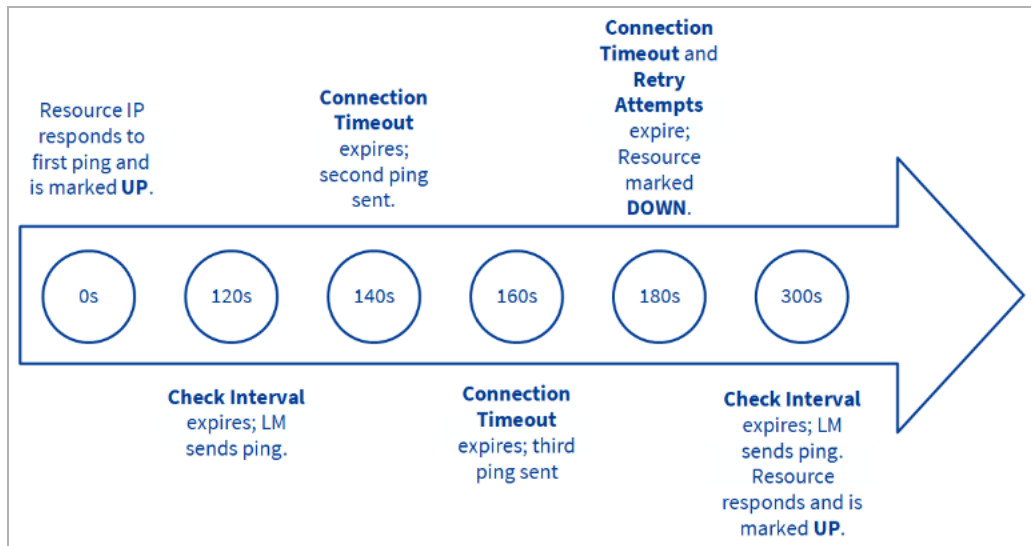 Resource IP
responds to
first ping and
is marked UP.
Connection
Timeout
expires;
second ping
sent.
Connection
Timeout and
Retry
Attempts
expire;
Resource
marked
DOWN.
0s
120s
140s
160s
180s
300s
Check Interval
expires; LM
sends ping.
Connection
Timeout
expires; third
ping sent
Check Interval
expires; LM
sends ping.
Resource
responds and is
marked UP.